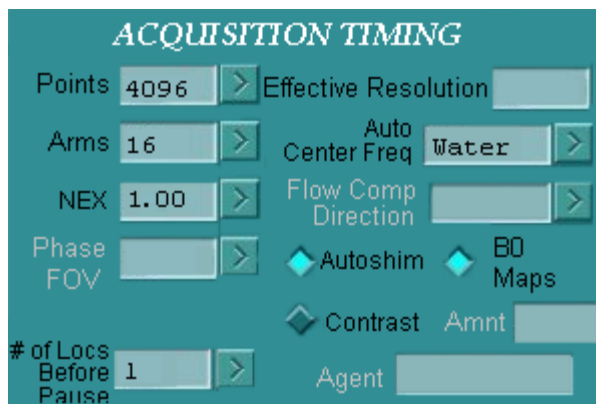 ACQUISITION TIMING
Points 4096 > Effective Resolution
Arms 16 > Auto
Center Freq Water >
NEX 1.00 > Flow Comp
Direction >
Phase
FOV >
Autoshim B0
Maps
Contrast Amnt
# of Locs
Before
Pause 1 >
Agent